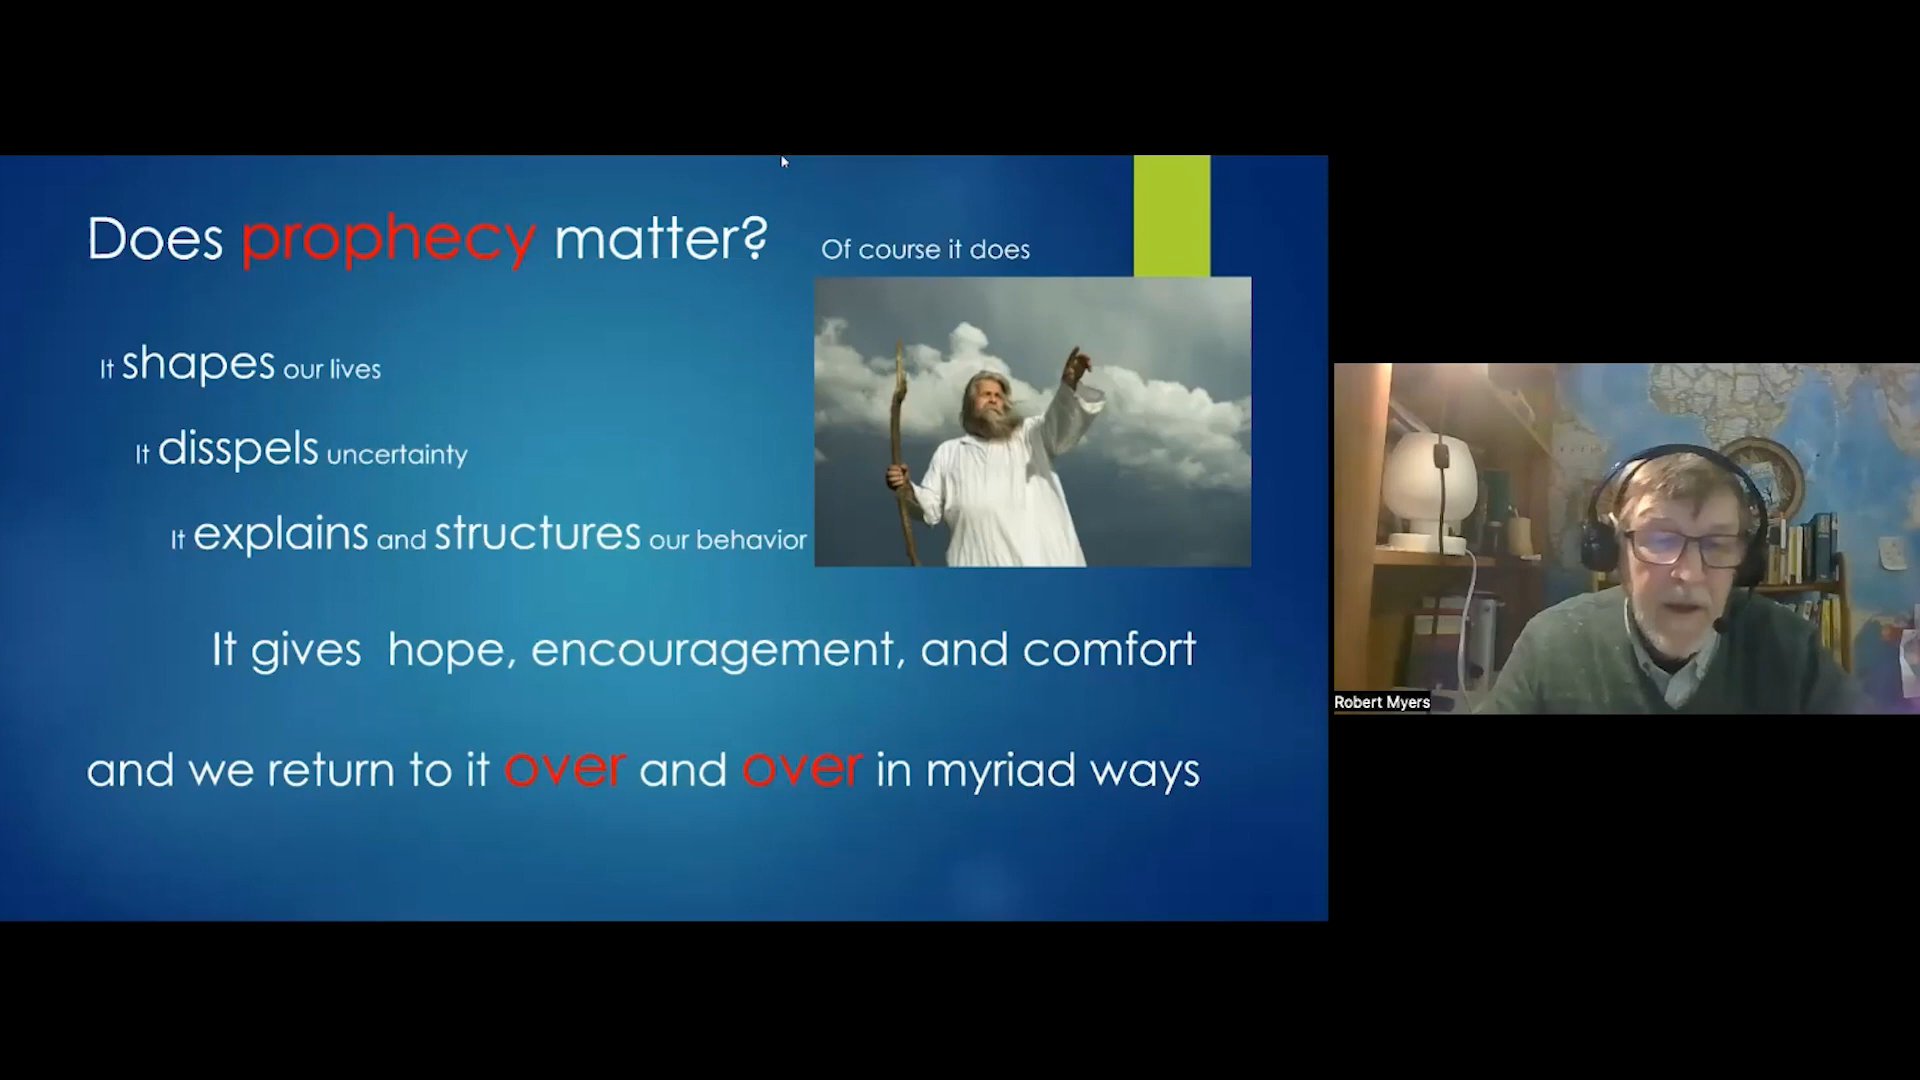 Does prophecy matter? Of course it does
It shapes our lives
It disspels uncertainty
It explains and structures our behavior
It gives hope, encouragement, and comfort
and we return to it over and over in myriad ways
Robert Myers